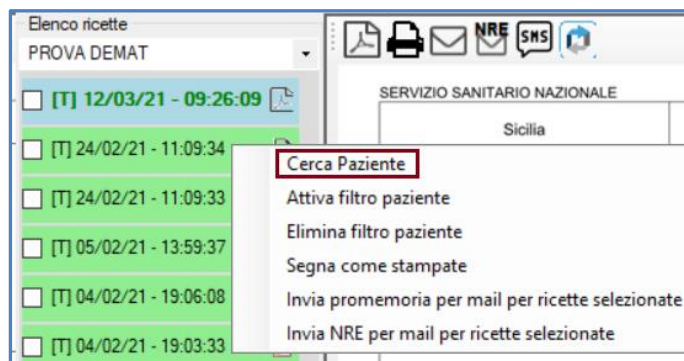 Elenco ricette
PROVA DEMAT
[T] 12/03/21 - 09:26:09
[T] 24/02/21 - 11:09:34
[T] 24/02/21 - 11:09:33
[T] 05/02/21 - 13:59:37
[T] 04/02/21 - 19:06:08
[T] 04/02/21 - 19:03:33
NRE
SMS
SERVIZIO SANITARIO NAZIONALE
Sicilia
Cerca Paziente
Attiva filtro paziente
Elimina filtro paziente
Segna come stampate
Invia promemoria per mail per ricette selezionate
Invia NRE per mail per ricette selezionate